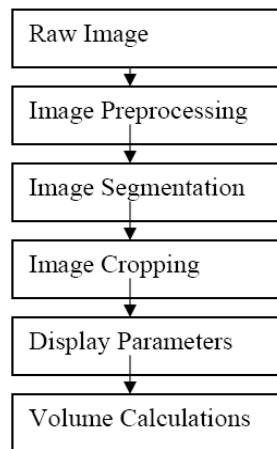 Raw Image
Image Preprocessing
Image Segmentation
Image Cropping
Display Parameters
Volume Calculations